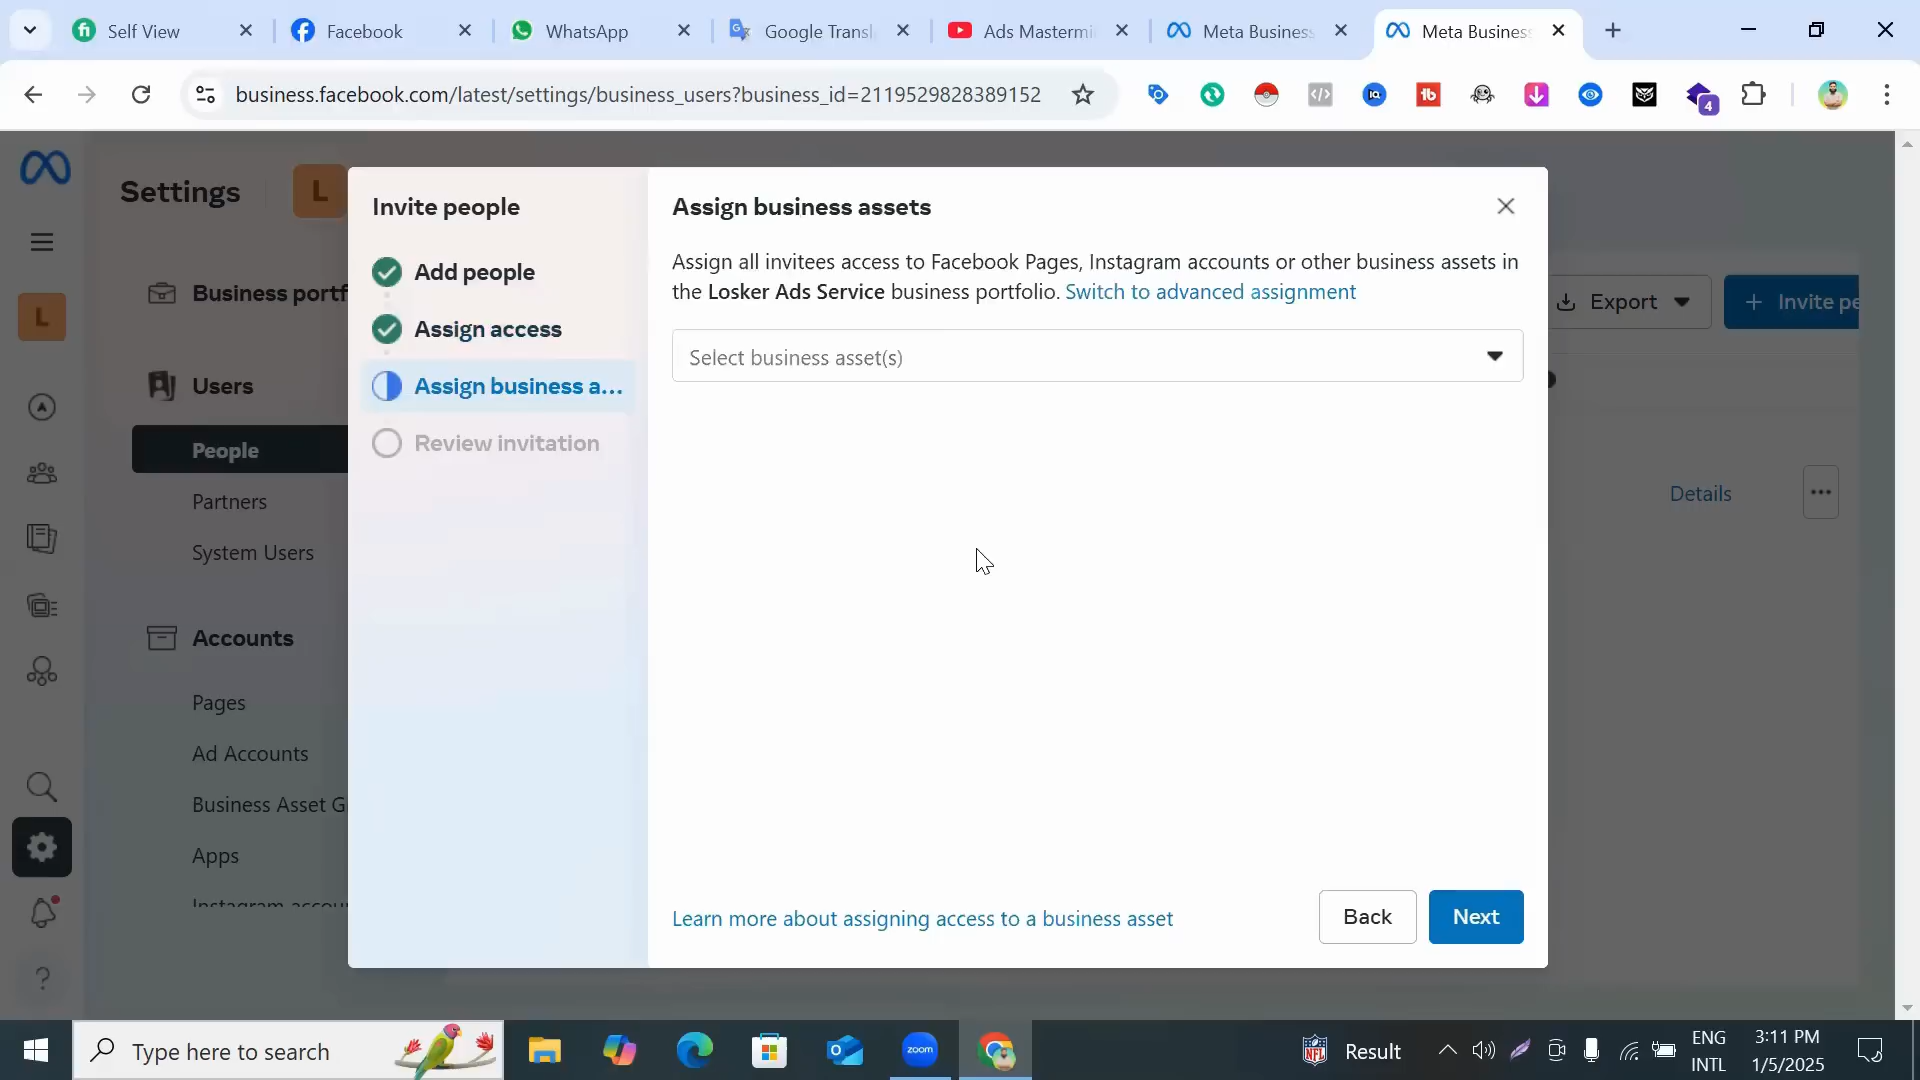 Self View
Facebook
WhatsApp
Google Transl
Ads Mastermi
Meta Business
Meta Business
business.facebook.com/latest/settings/business_users?business_id=2119529828389152
4
Settings
L
L
Business portf
Users
People
Partners
System Users
Accounts
Pages
Ad Accounts
Business Asset G
Apps
Instagram accou
Invite people
Add people
Assign access
Assign business a...
Review invitation
Assign business assets
Assign all invitees access to Facebook Pages, Instagram accounts or other business assets in
the Losker Ads Service business portfolio. Switch to advanced assignment
Select business asset(s)
Learn more about assigning access to a business asset
Back
Next
Export
Invite pe
Details
Type here to search
zoom
Result
ENG
INTL
3:11 PM
1/5/2025